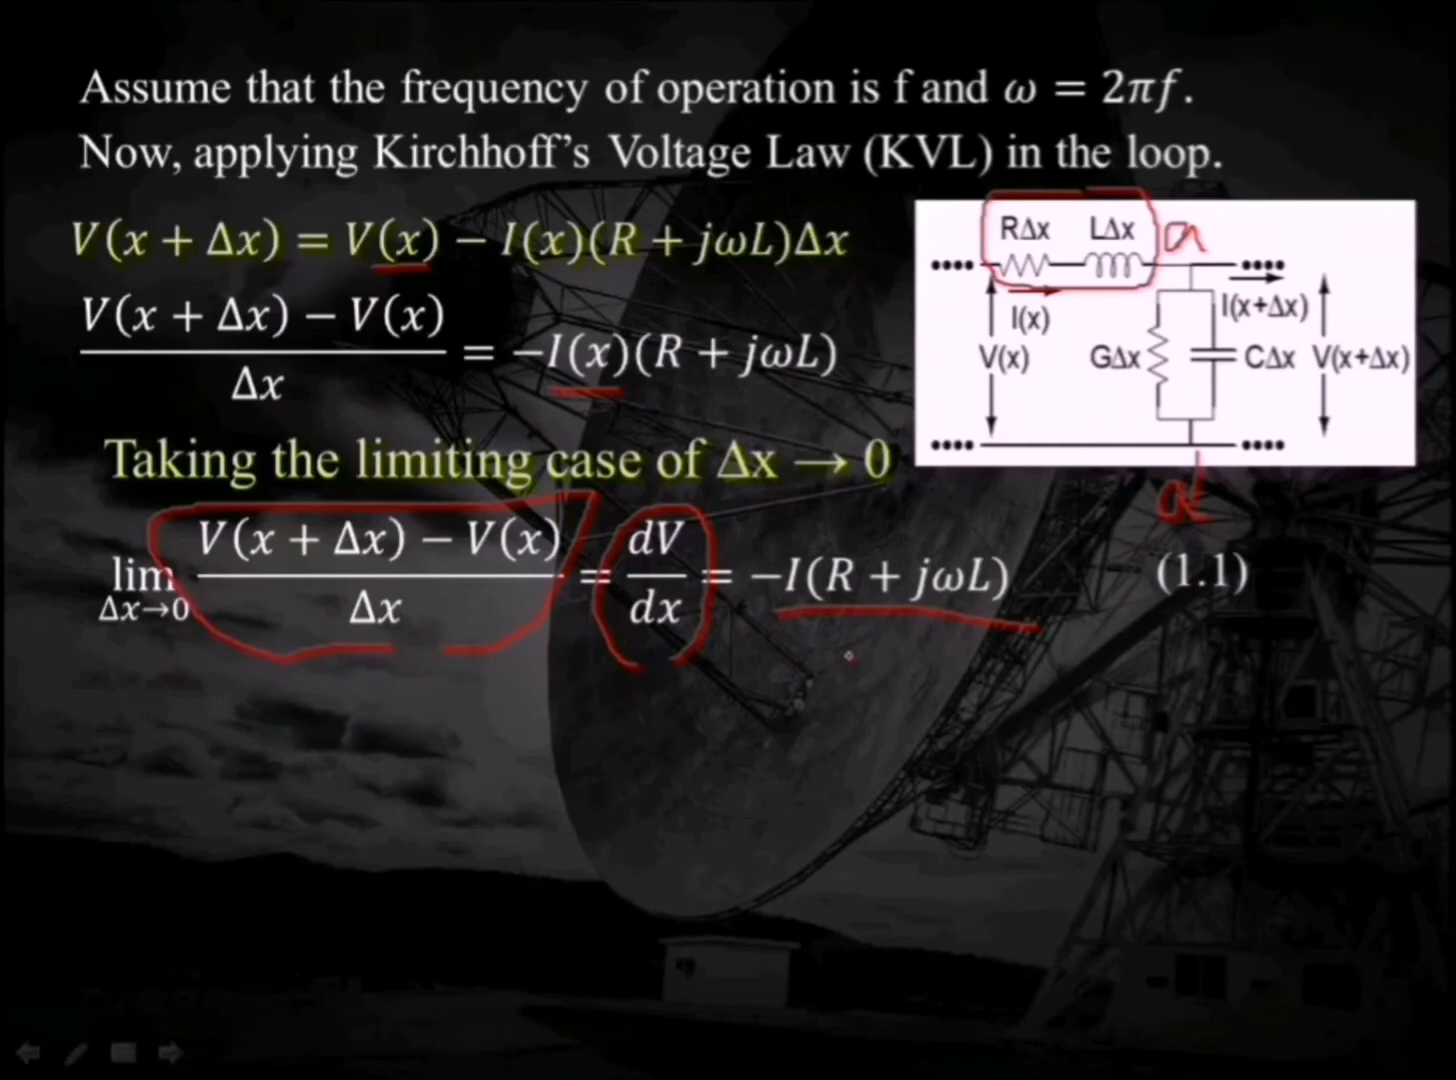 Assume that the frequency of operation is f and ω = 2πf.
Now, applying Kirchhoff's Voltage Law (KVL) in the loop.
V(x + Δx) = V(x) − I(x)(R + jωL)Δx
V(x + Δx) − V(x)
Δx
= −I(x)(R + jωL)
Taking the limiting case of Δx → 0
lim
Δx→0
V(x + Δx) − V(x)
Δx
= dV
dx
= −I(R + jωL)
(1.1)
RΔx LΔx
a
I(x) I(x+Δx)
V(x) GΔx CΔx V(x+Δx)
a'